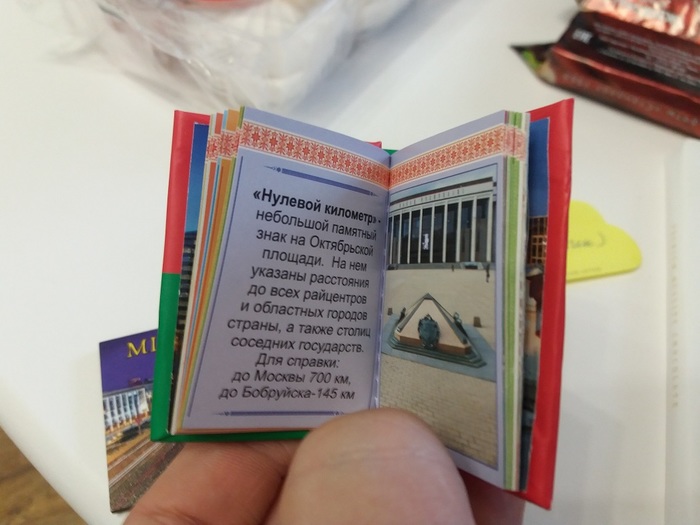 «Нулевой километр» -
небольшой памятный
знак на Октябрьской
площади. На нем
указаны расстояния
до всех райцентров
и областных городов
страны, а также столиц
соседних государств.
Для справки:
до Москвы 700 км,
до Бобруйска-145 км